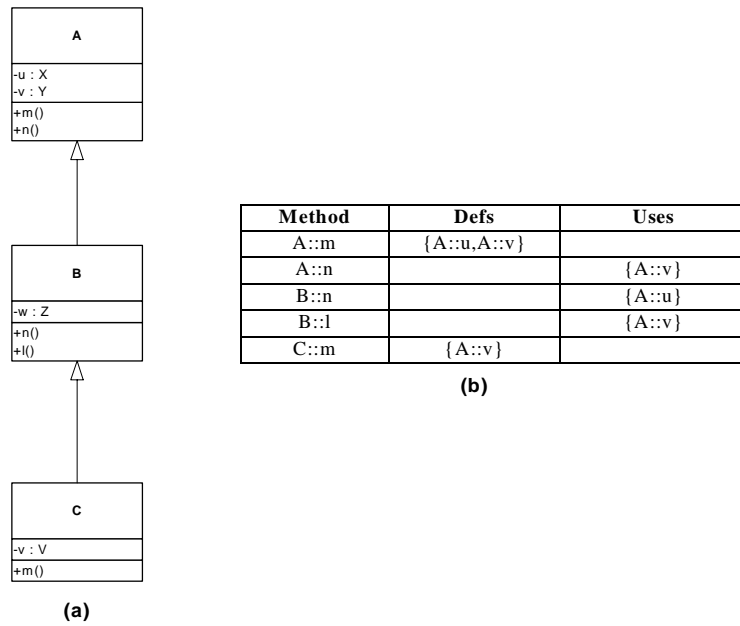 A
-u : X
-v : Y
+m()
+n()
B
-w : Z
+n()
+l()
C
-v : V
+m()
(a)
Method Defs Uses
A::m {A::u,A::v}
A::n {A::v}
B::n {A::u}
B::l {A::v}
C::m {A::v}
(b)